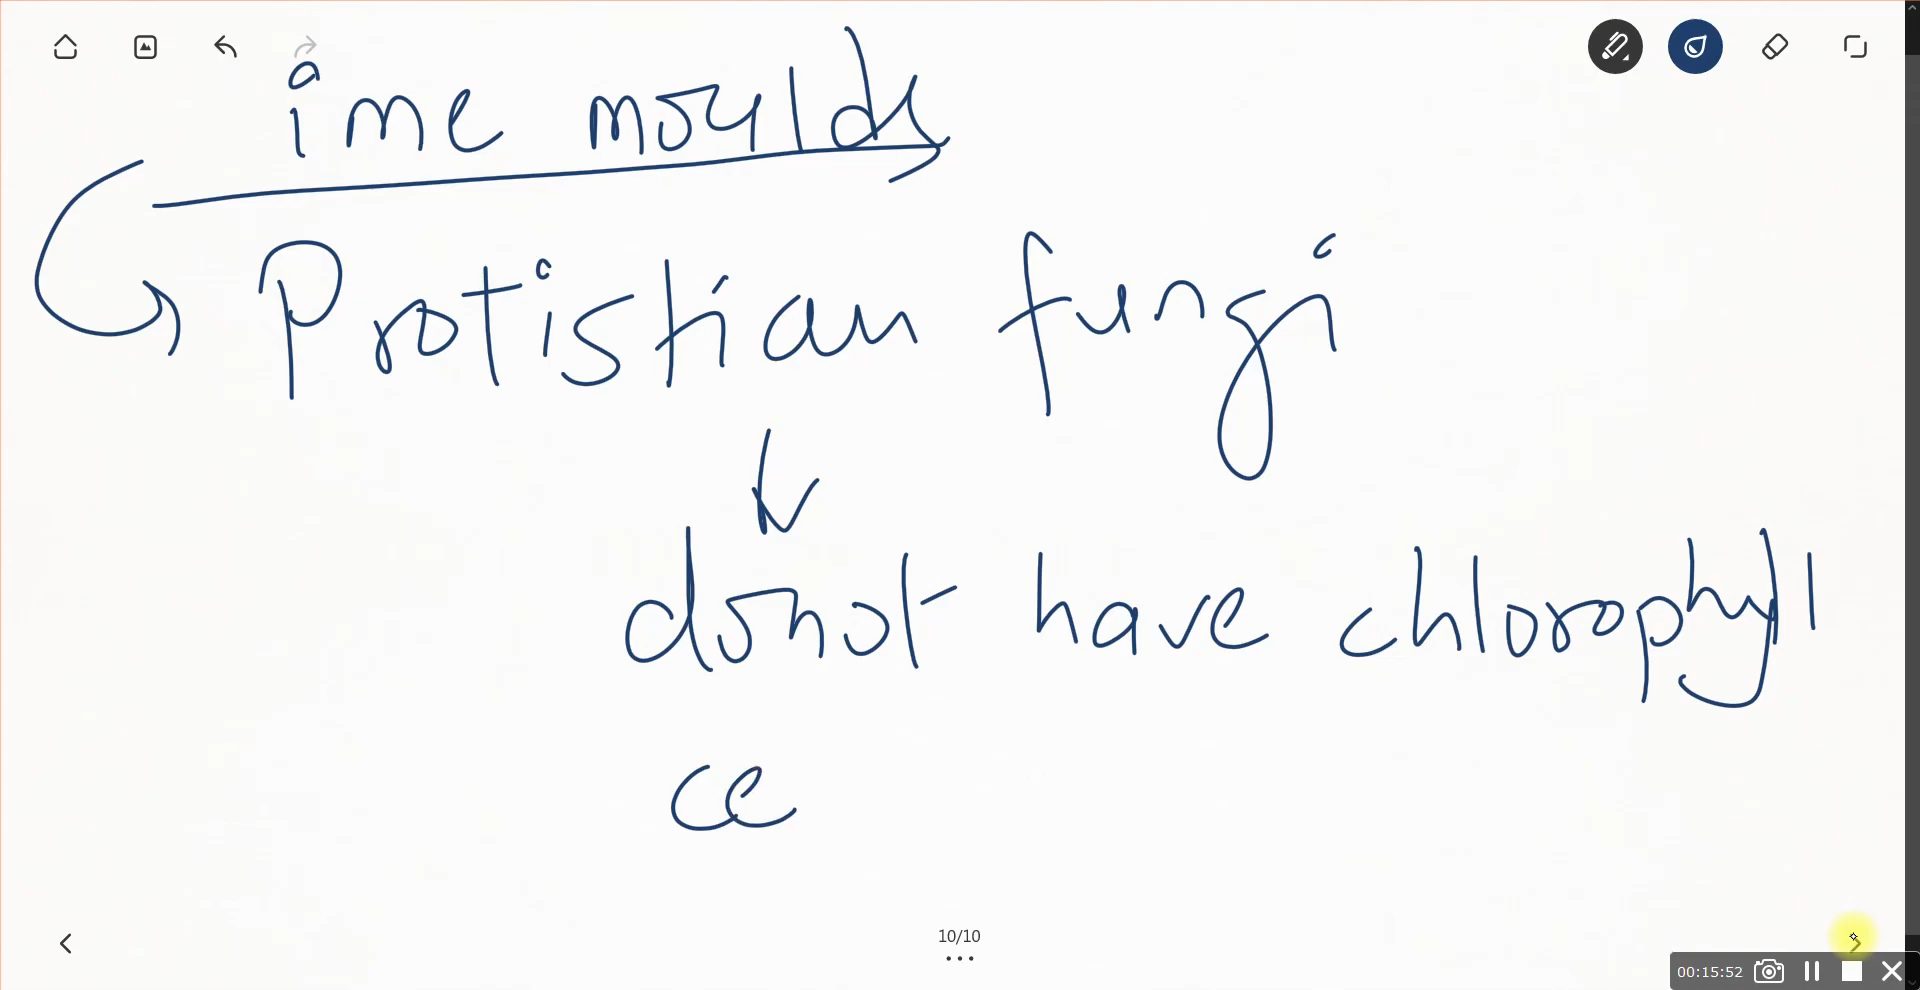 ime moulds
Protistian fungi
donot have chlorophyll
ce
10/10
00:15:52